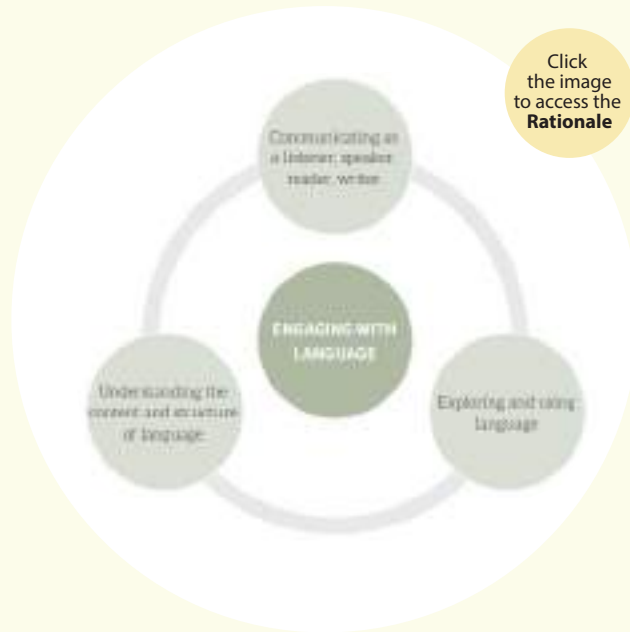 Click
the image
to access the
Rationale
Communicating as
a listener, speaker,
reader, writer
ENGAGING WITH
LANGUAGE
Understanding the
content and structure
of language
Exploring and using
language